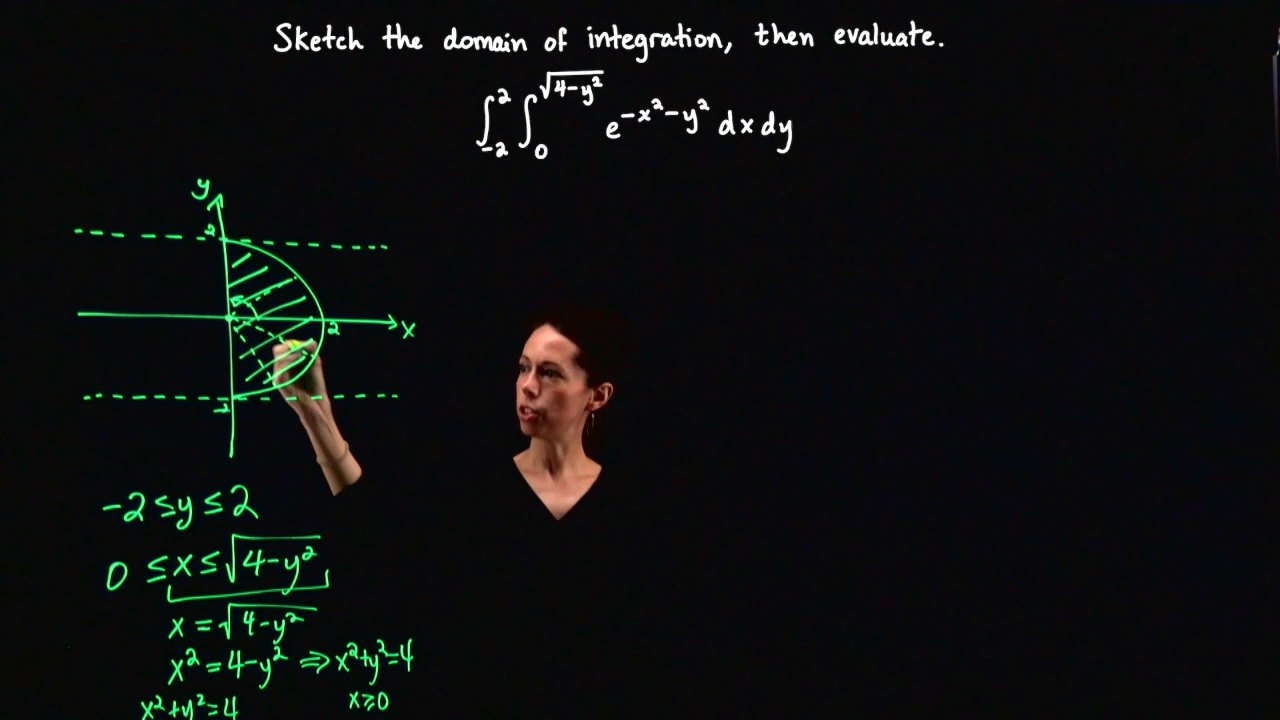 Sketch the domain of integration, then evaluate.
∫_{-2}^{2} ∫_{0}^{√(4-y²)} e^{-x²-y²} dx dy
y
2
2
x
-2
-2 ≤ y ≤ 2
0 ≤ x ≤ √(4-y²)
x = √(4-y²)
x² = 4-y² ⇒ x²+y²=4
x²+y²=4 x≥0